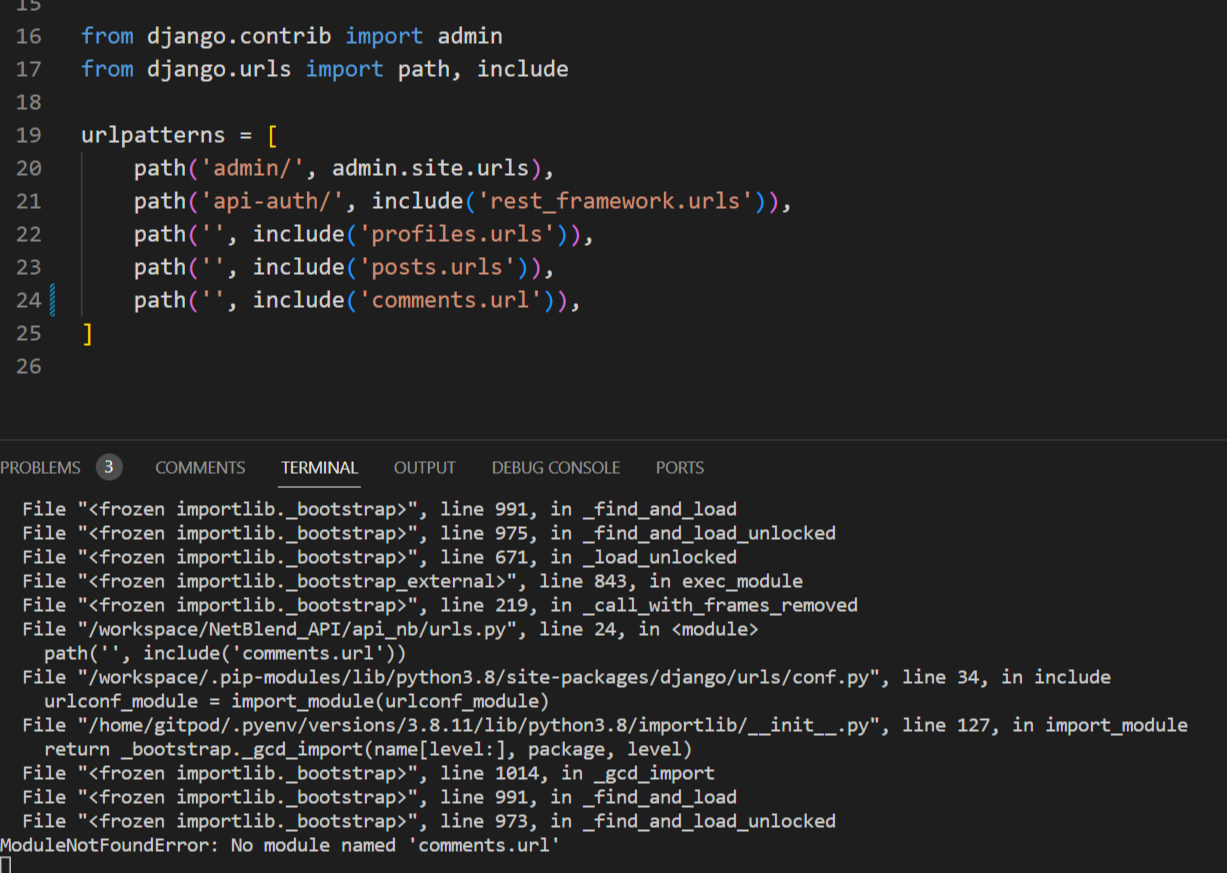 15
16 from django.contrib import admin
17 from django.urls import path, include
18
19 urlpatterns = [
20 path('admin/', admin.site.urls),
21 path('api-auth/', include('rest_framework.urls')),
22 path('', include('profiles.urls')),
23 path('', include('posts.urls')),
24 path('', include('comments.url')),
25 ]
26
PROBLEMS 3 COMMENTS TERMINAL OUTPUT DEBUG CONSOLE PORTS
File "<frozen importlib._bootstrap>", line 991, in _find_and_load
File "<frozen importlib._bootstrap>", line 975, in _find_and_load_unlocked
File "<frozen importlib._bootstrap>", line 671, in _load_unlocked
File "<frozen importlib._bootstrap_external>", line 843, in exec_module
File "<frozen importlib._bootstrap>", line 219, in _call_with_frames_removed
File "/workspace/NetBlend_API/api_nb/urls.py", line 24, in <module>
path('', include('comments.url'))
File "/workspace/.pip-modules/lib/python3.8/site-packages/django/urls/conf.py", line 34, in include
urlconf_module = import_module(urlconf_module)
File "/home/gitpod/.pyenv/versions/3.8.11/lib/python3.8/importlib/__init__.py", line 127, in import_module
return _bootstrap._gcd_import(name[level:], package, level)
File "<frozen importlib._bootstrap>", line 1014, in _gcd_import
File "<frozen importlib._bootstrap>", line 991, in _find_and_load
File "<frozen importlib._bootstrap>", line 973, in _find_and_load_unlocked
ModuleNotFoundError: No module named 'comments.url'